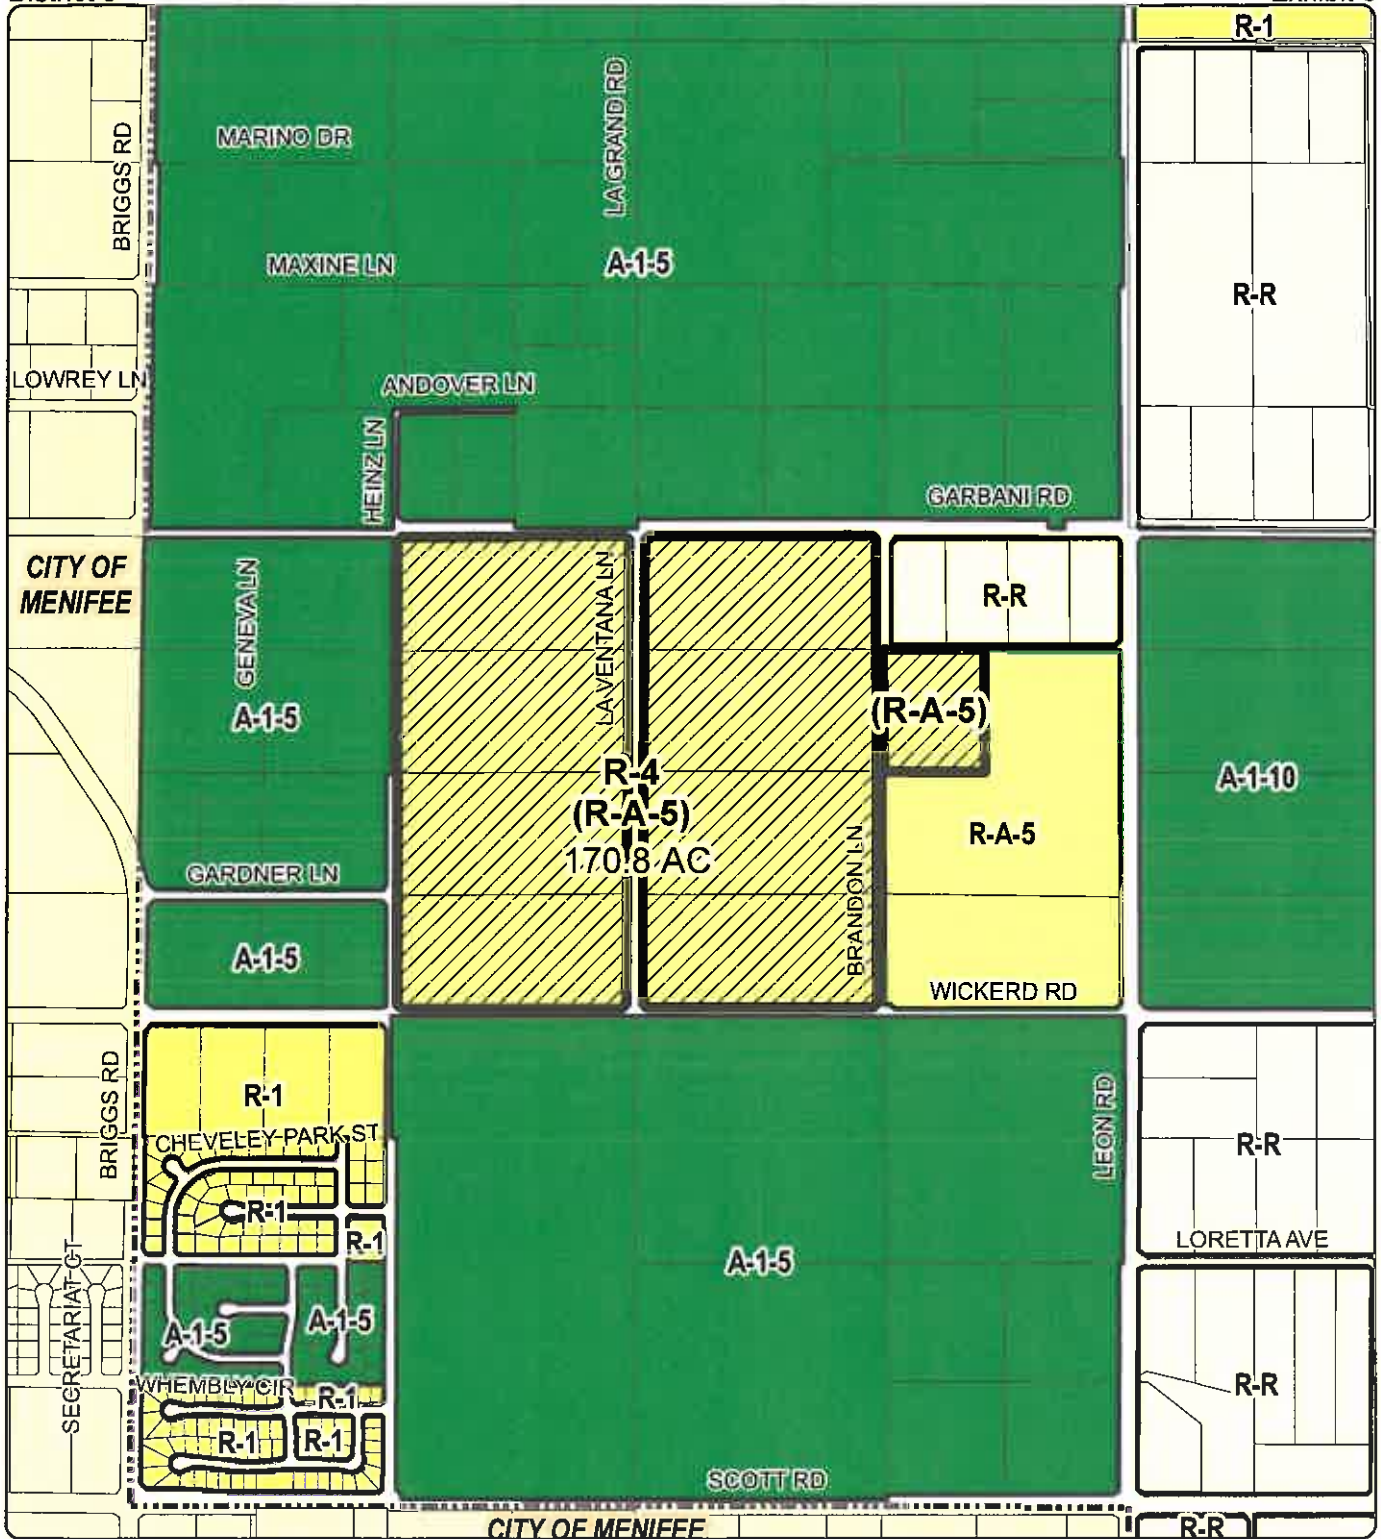 R-1
BRIGGS RD
MARINO DR
LA GRAND RD
MAXINE LN
A-1-5
R-R
LOWREY LN
ANDOVER LN
HEINZ LN
GARBANI RD
CITY OF
MENIFEE
GENEVA LN
A-1-5
LA VENTANA LN
R-R
(R-A-5)
R-4
(R-A-5)
170.8 AC
R-A-5
A-1-10
GARDNER LN
BRANDON LN
A-1-5
WICKERD RD
R-1
BRIGGS RD
CHEVELEY PARK ST
LEON RD
R-R
R-1
R-1
LORETTA AVE
A-1-5
SECRETARIAT CT
A-1-5
A-1-5
WHEMBLY CIR
R-1
R-R
R-1
R-1
SCOTT RD
CITY OF MENIFEE
R-R